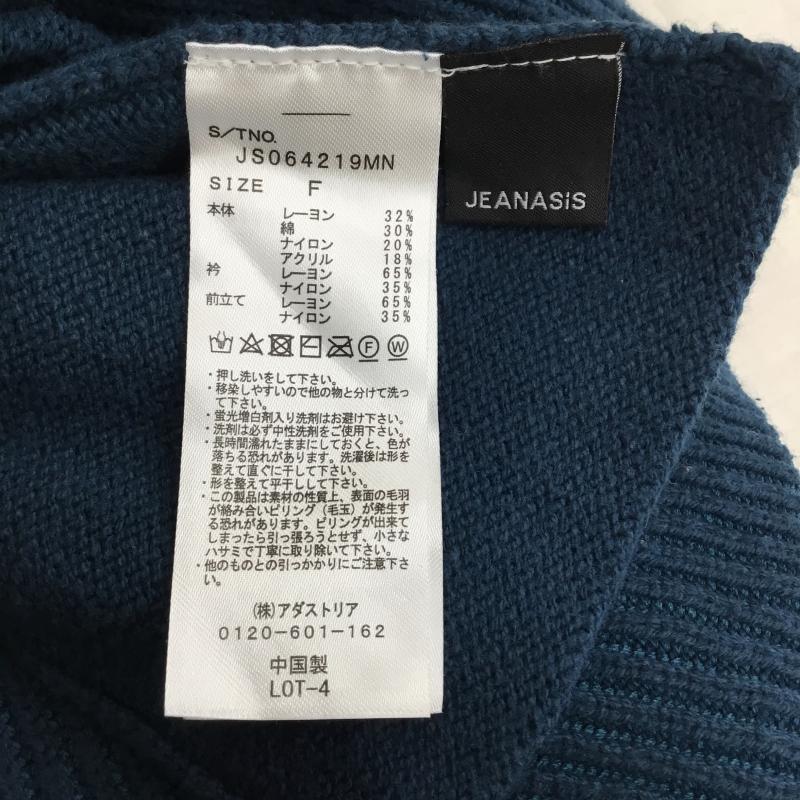 S/TNO.
JS064219MN
SIZE F
本体 レーヨン 32%
綿 30%
ナイロン 20%
アクリル 18%
衿 レーヨン 65%
ナイロン 35%
前立て レーヨン 65%
ナイロン 35%
F W
・押し洗いをして下さい。
・移染しやすいので他の物と分けて洗っ
て下さい。
・蛍光増白剤入り洗剤はお避け下さい。
・洗剤は必ず中性洗剤をご使用下さい。
・長時間濡れたままにしておくと、色が
落ちる恐れがあります。洗濯後は形を
整えて直ぐに干して下さい。
・形を整えて平干しして下さい。
・この製品は素材の性質上、表面の毛羽
が絡み合いピリング（毛玉）が発生す
る恐れがあります。ピリングが出来て
しまったら引っ張ろうとせず、小さな
ハサミで丁寧に取り除いて下さい。
・他のものとの引っかかりにご注意下さ
い。
(株)アダストリア
0120-601-162
中国製
LOT-4
JEANASiS